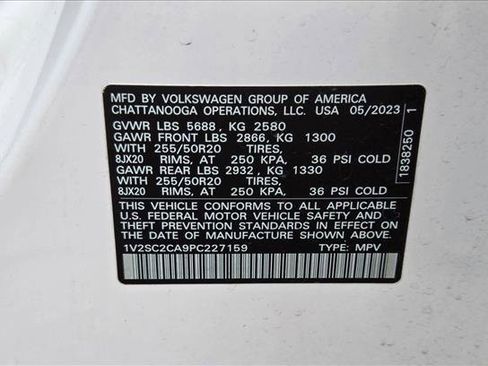 MFD BY VOLKSWAGEN GROUP OF AMERICA
CHATTANOOGA OPERATIONS, LLC. USA 05/2023
GVWR LBS 5688, KG 2580
GAWR FRONT LBS 2866, KG 1300
WITH 255/50R20 TIRES,
8JX20 RIMS, AT 250 KPA, 36 PSI COLD
GAWR REAR LBS 2932, KG 1330
WITH 255/50R20 TIRES,
8JX20 RIMS, AT 250 KPA, 36 PSI COLD
THIS VEHICLE CONFORMS TO ALL APPLICABLE
U.S. FEDERAL MOTOR VEHICLE SAFETY AND
THEFT PREVENTION STANDARDS IN EFFECT ON
THE DATE OF MANUFACTURE SHOWN ABOVE.
1V2SC2CA9PC227159 TYPE: MPV
1838250 1